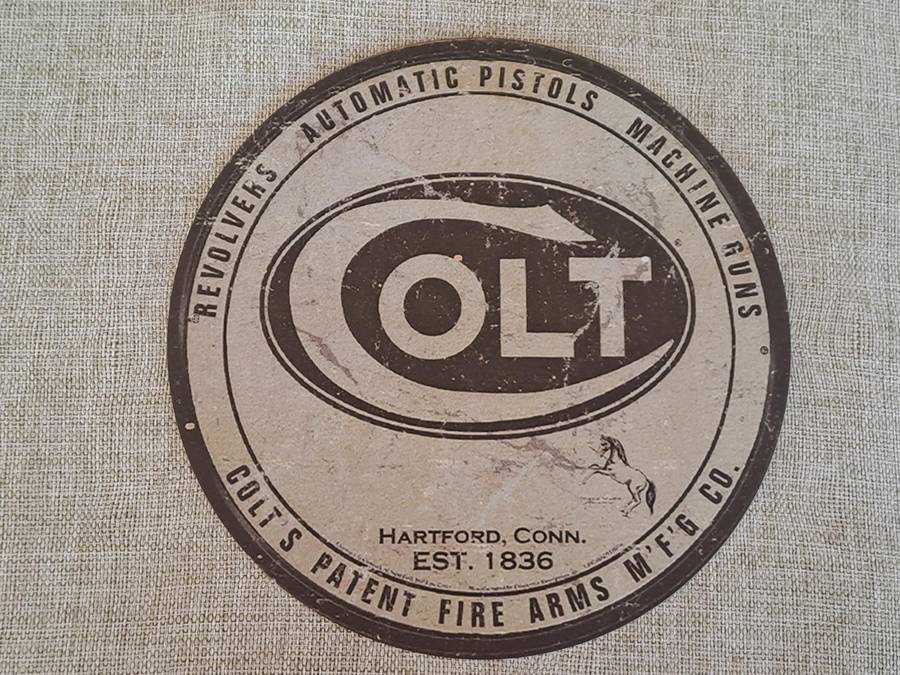 REVOLVERS AUTOMATIC PISTOLS MACHINE GUNS
COLT
HARTFORD, CONN.
EST. 1836
COLT'S PATENT FIRE ARMS M'F'G CO.